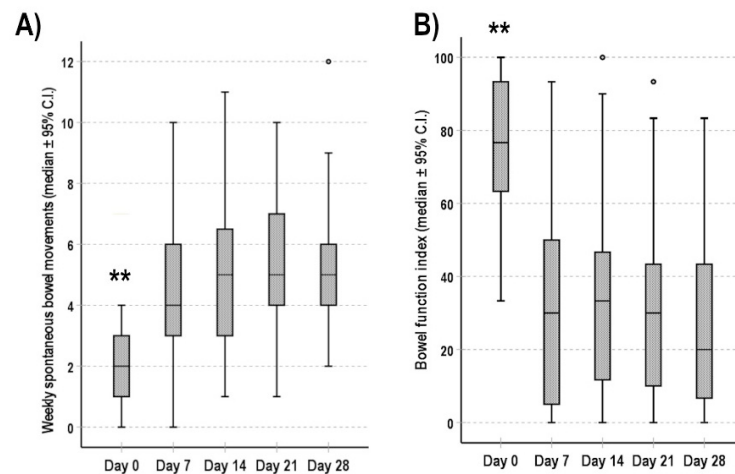 A)
Weekly spontaneous bowel movements (median ± 95% C.I.)
12
10
8
6
4
2
0
**
Day 0 Day 7 Day 14 Day 21 Day 28
B)
Bowel function index (median ± 95% C.I.)
100
80
60
40
20
0
**
Day 0 Day 7 Day 14 Day 21 Day 28